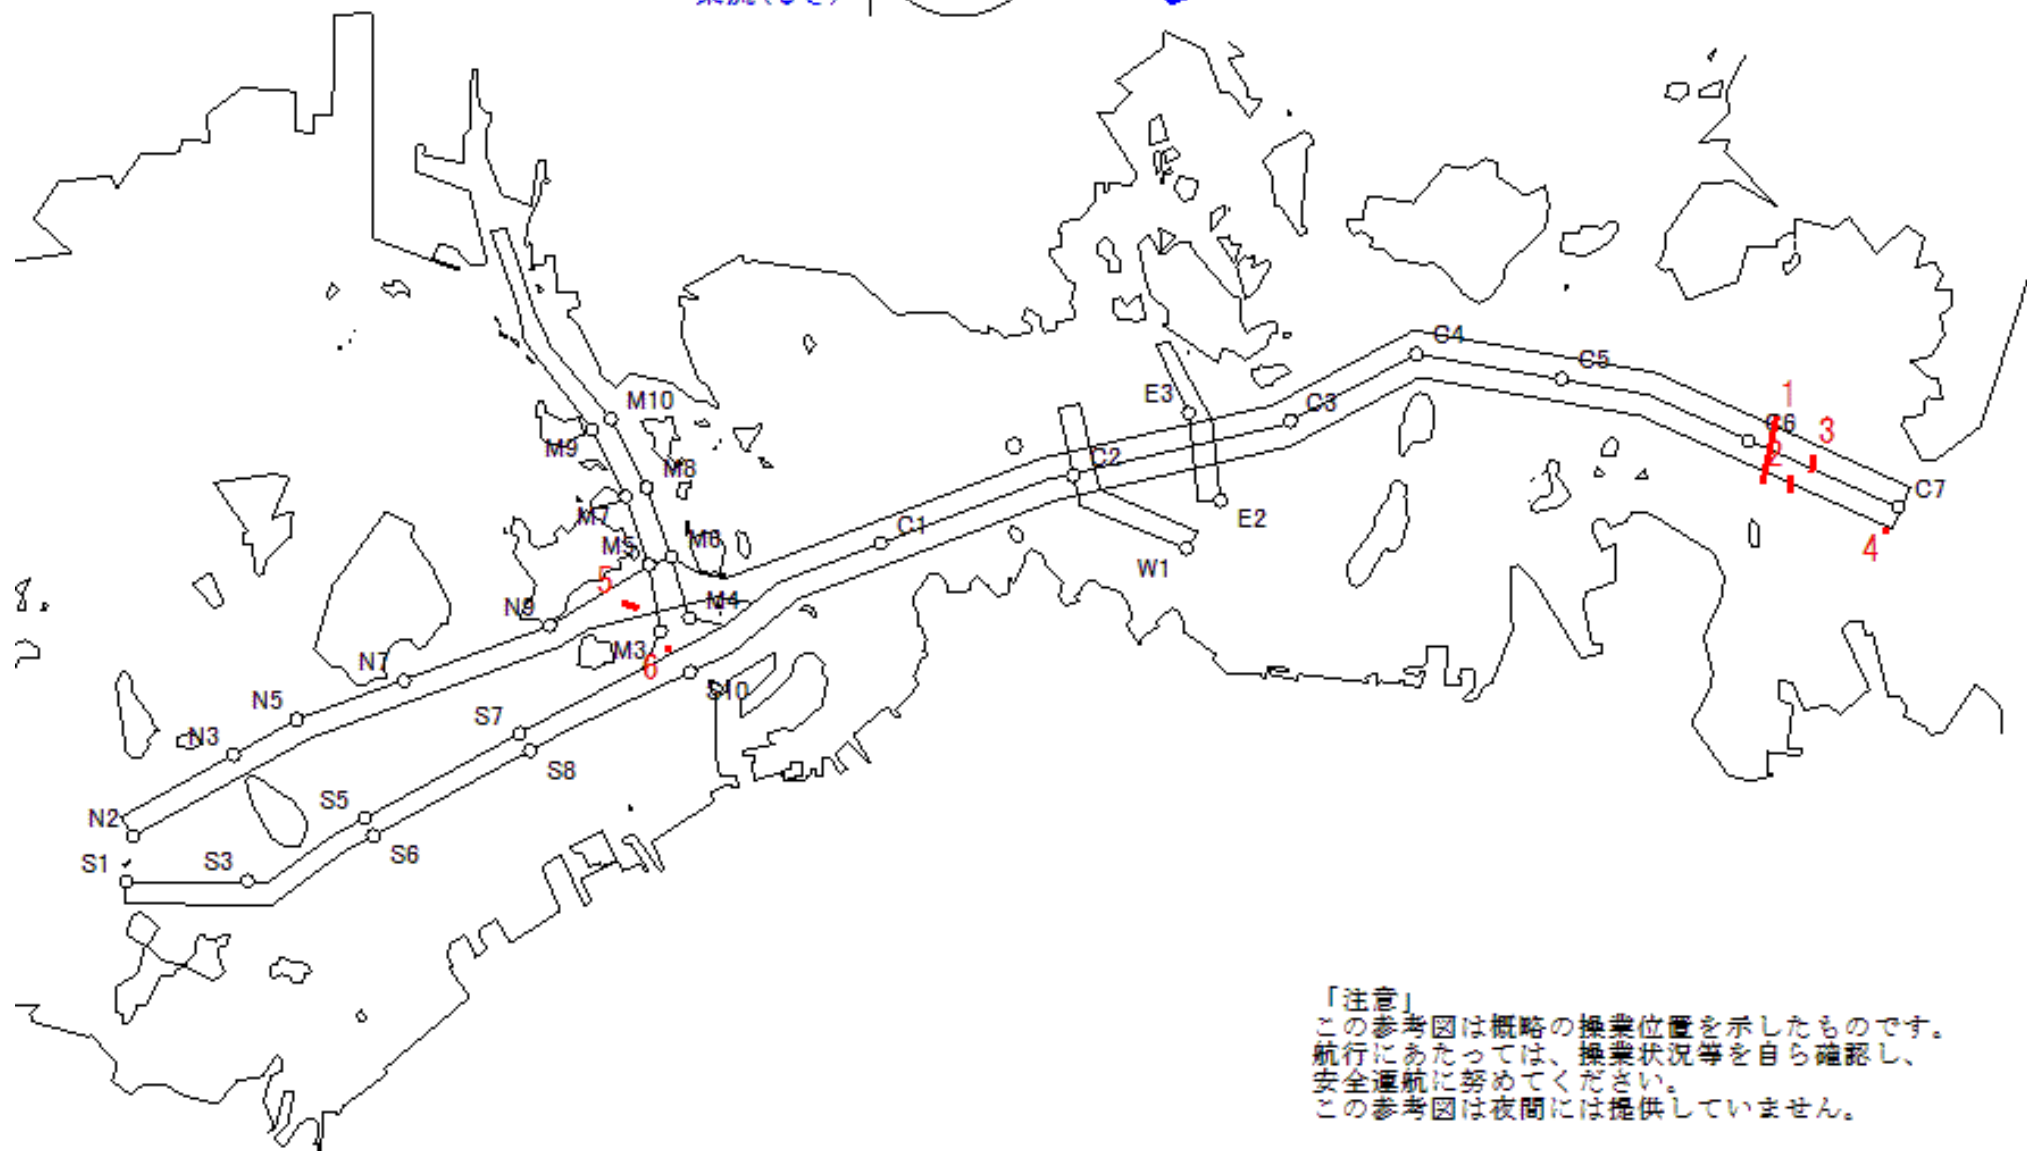 C4
C5
1
C6
3
2
C7
4
E3
C3
M10
M9
M8
C2
E2
M7
C1
M6
M5
W1
5
N9
M4
M3
6
N7
S10
N5
S7
N3
S8
S5
N2
S6
S1
S3
「注意」
この参考図は概略の操業位置を示したものです。
航行にあたっては、操業状況等を自ら確認し、
安全運航に努めてください。
この参考図は夜間には提供していません。